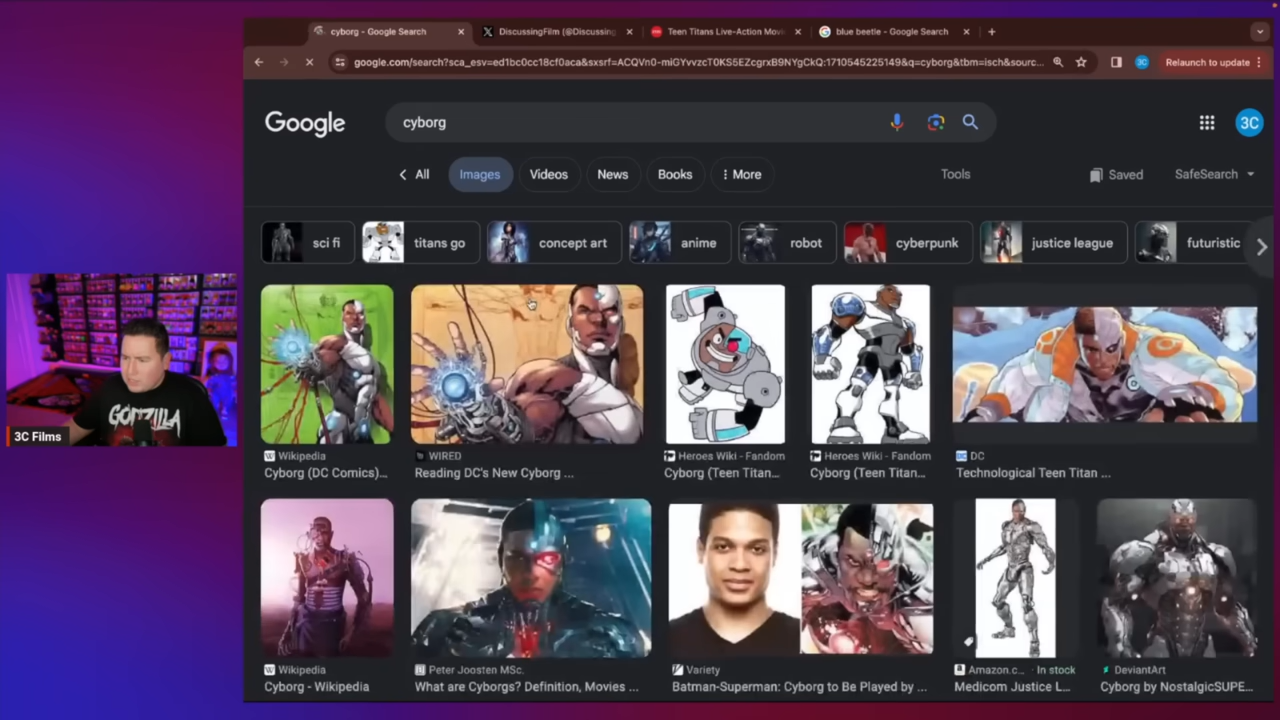 cyborg - Google Search
DiscussingFilm (@Discussing
Teen Titans Live-Action Movi
blue beetle - Google Search
google.com/search?sca_esv=ed1bc0cc18cf0aca&sxsrf=ACQVn0-miGYvvzcT0KS5EZcgrxB9NYgCkQ:1710545225149&q=cyborg&tbm=isch&sourc...
3C
Relaunch to update
Google
cyborg
3C
All
Images
Videos
News
Books
More
Tools
Saved
SafeSearch
sci fi
titans go
concept art
anime
robot
cyberpunk
justice league
futuristic
Wikipedia
Cyborg (DC Comics)...
WIRED
Reading DC's New Cyborg ...
Heroes Wiki - Fandom
Cyborg (Teen Titan...
Heroes Wiki - Fandom
Cyborg (Teen Titan...
DC
Technological Teen Titan ...
GODZILLA
3C Films
Wikipedia
Cyborg - Wikipedia
Peter Joosten MSc.
What are Cyborgs? Definition, Movies ...
Variety
Batman-Superman: Cyborg to Be Played by ...
Amazon.c... · In stock
Medicom Justice L...
DeviantArt
Cyborg by NostalgicSUPE...